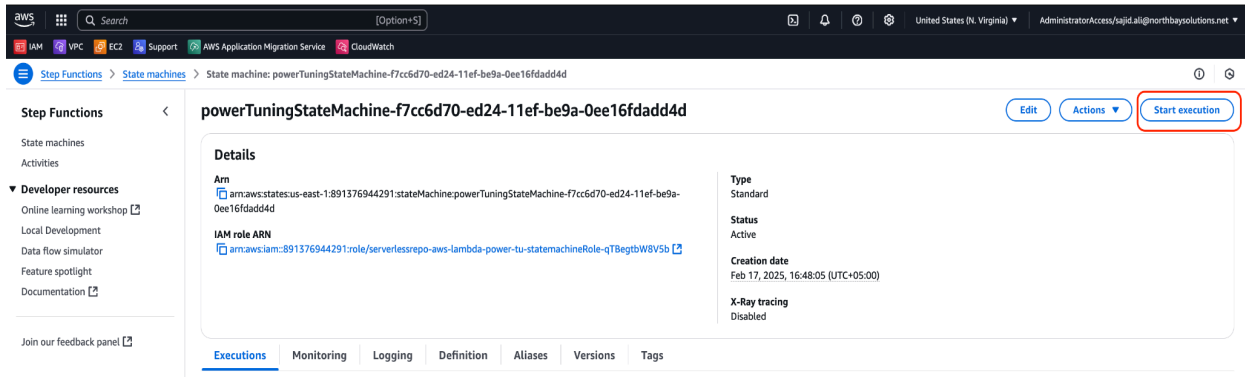 aws
Search [Option+S]
United States (N. Virginia) ▼ AdministratorAccess/sajid.ali@northbaysolutions.net ▼
IAM VPC EC2 Support AWS Application Migration Service CloudWatch
Step Functions > State machines > State machine: powerTuningStateMachine-f7cc6d70-ed24-11ef-be9a-0ee16fdadd4d
Step Functions
State machines
Activities
▼ Developer resources
Online learning workshop
Local Development
Data flow simulator
Feature spotlight
Documentation
Join our feedback panel
powerTuningStateMachine-f7cc6d70-ed24-11ef-be9a-0ee16fdadd4d
Edit Actions ▼ Start execution
Details
Arn
arn:aws:states:us-east-1:891376944291:stateMachine:powerTuningStateMachine-f7cc6d70-ed24-11ef-be9a-
0ee16fdadd4d
IAM role ARN
arn:aws:iam::891376944291:role/serverlessrepo-aws-lambda-power-tu-statemachineRole-qTBegtbW8V5b
Type
Standard
Status
Active
Creation date
Feb 17, 2025, 16:48:05 (UTC+05:00)
X-Ray tracing
Disabled
Executions Monitoring Logging Definition Aliases Versions Tags